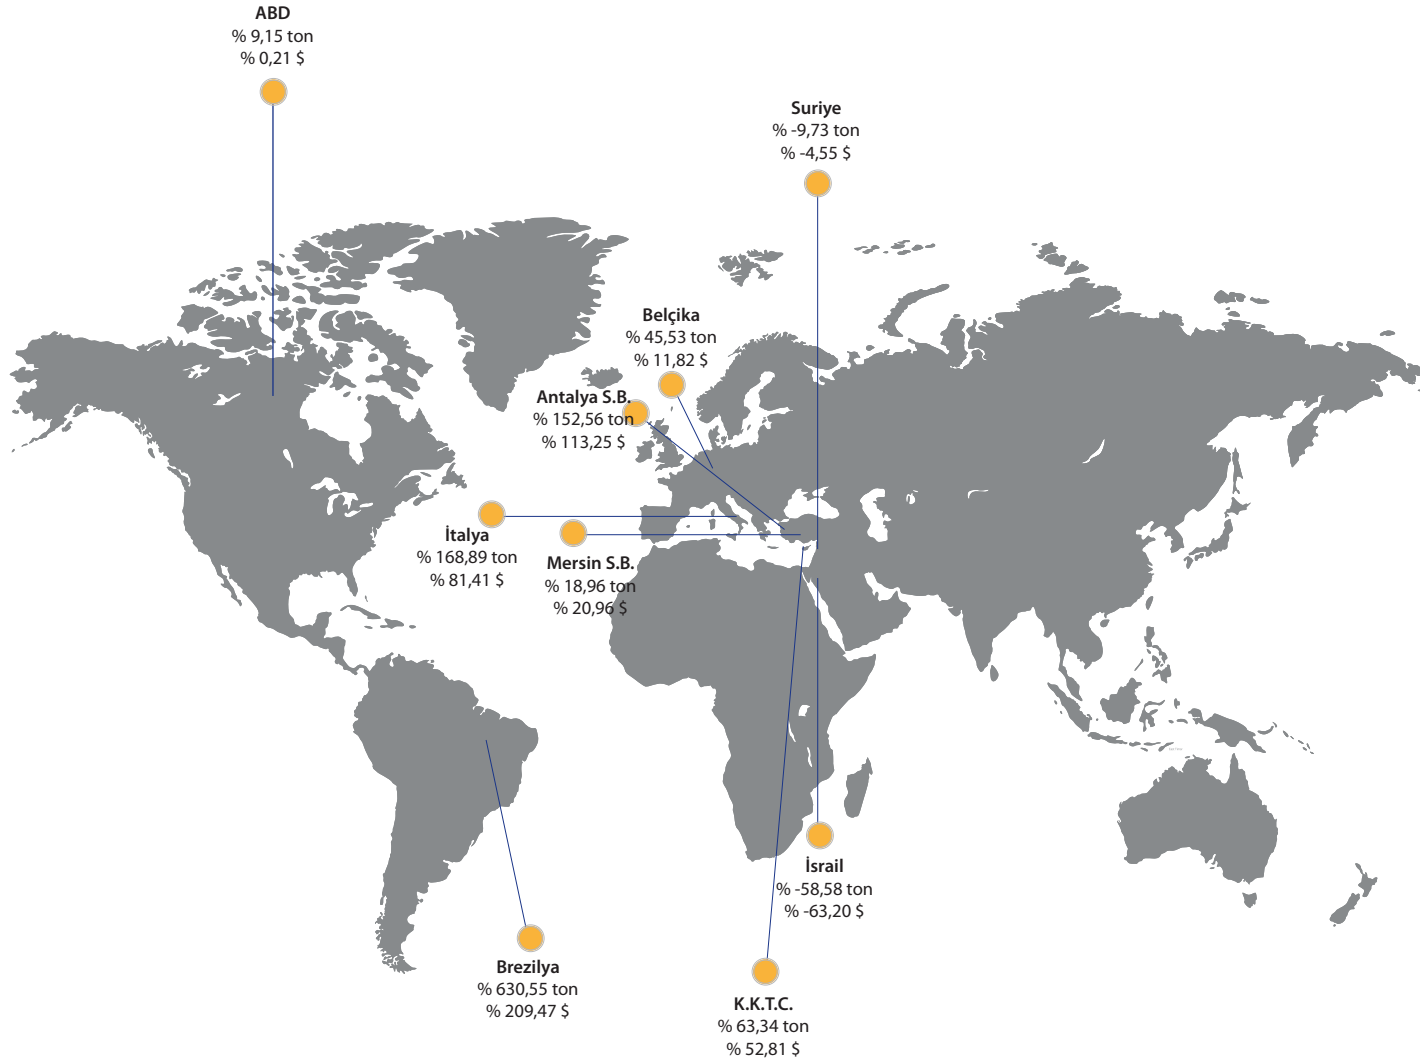 ABD
% 9,15 ton
% 0,21 $
Suriye
% -9,73 ton
% -4,55 $
Belçika
% 45,53 ton
% 11,82 $
Antalya S.B.
% 152,56 ton
% 113,25 $
İtalya
% 168,89 ton
% 81,41 $
Mersin S.B.
% 18,96 ton
% 20,96 $
İsrail
% -58,58 ton
% -63,20 $
Brezilya
% 630,55 ton
% 209,47 $
K.K.T.C.
% 63,34 ton
% 52,81 $